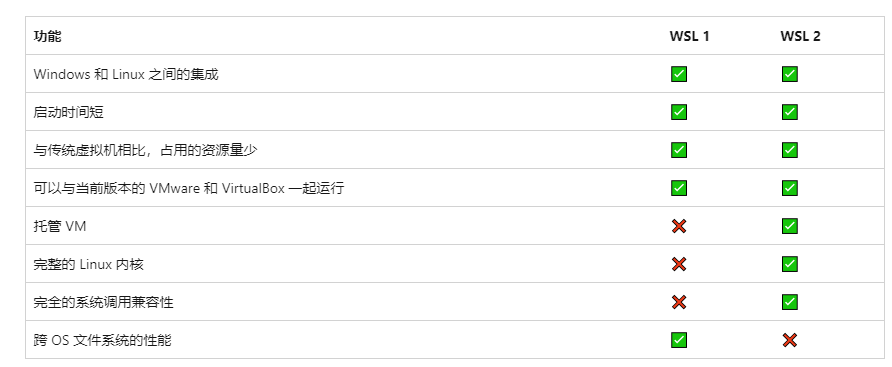 功能 WSL 1 WSL 2
Windows 和 Linux 之间的集成 ✅ ✅
启动时间短 ✅ ✅
与传统虚拟机相比，占用的资源量少 ✅ ✅
可以与当前版本的 VMware 和 VirtualBox 一起运行 ✅ ✅
托管 VM ❌ ✅
完整的 Linux 内核 ❌ ✅
完全的系统调用兼容性 ❌ ✅
跨 OS 文件系统的性能 ✅ ❌